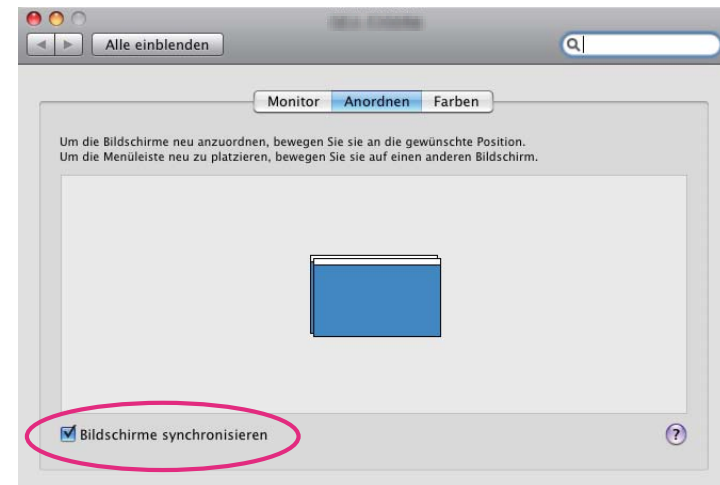 Alle einblenden
Monitor Anordnen Farben
Um die Bildschirme neu anzuordnen, bewegen Sie sie an die gewünschte Position.
Um die Menüleiste neu zu platzieren, bewegen Sie sie auf einen anderen Bildschirm.
Bildschirme synchronisieren
?